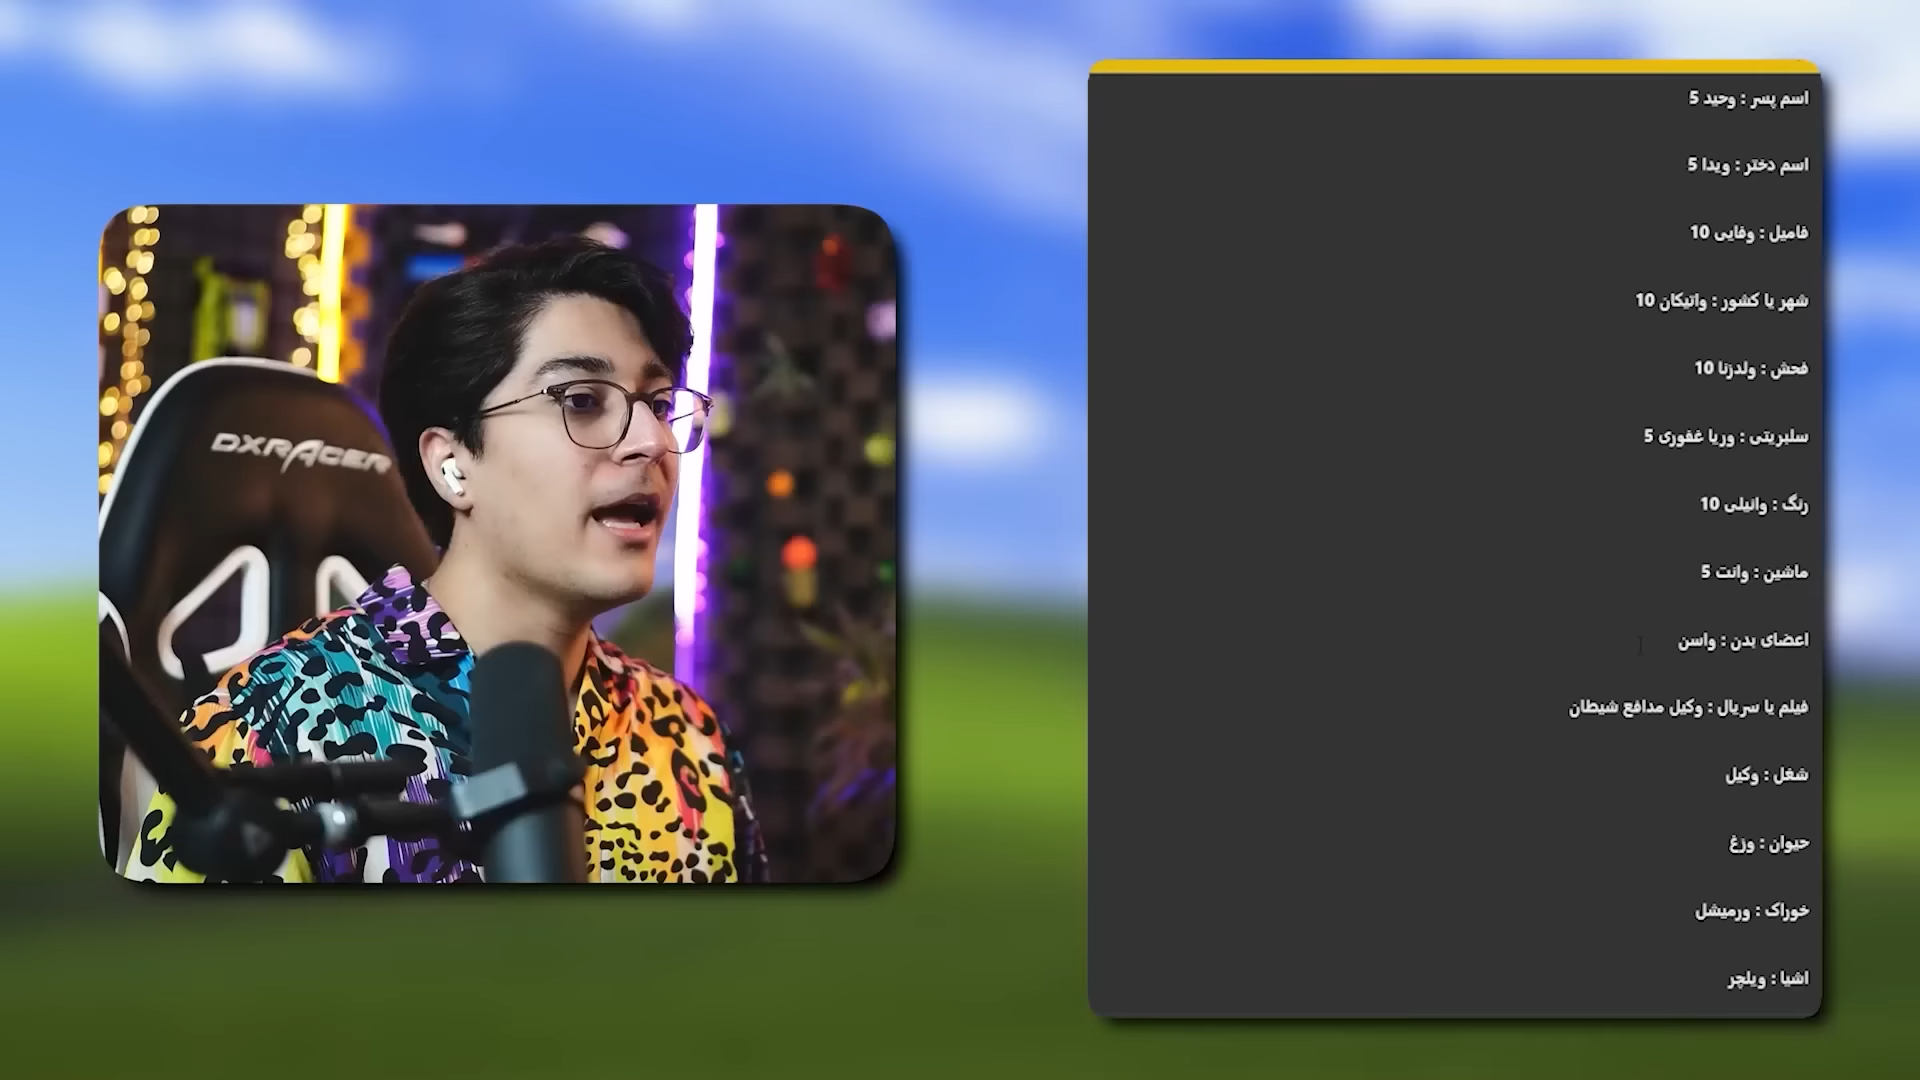 DXRACER
اسم پسر : وحید 5
اسم دختر : ویدا 5
فامیل : وفایی 10
شهر یا کشور : واتیکان 10
فحش : ولدزنا 10
سلبریتی : وریا غفوری 5
رنگ : وانیلی 10
ماشین : وانت 5
اعضای بدن : واسن
فیلم یا سریال : وکیل مدافع شیطان
شغل : وکیل
حیوان : وزغ
خوراک : ورمیشل
اشیا : ویلچر